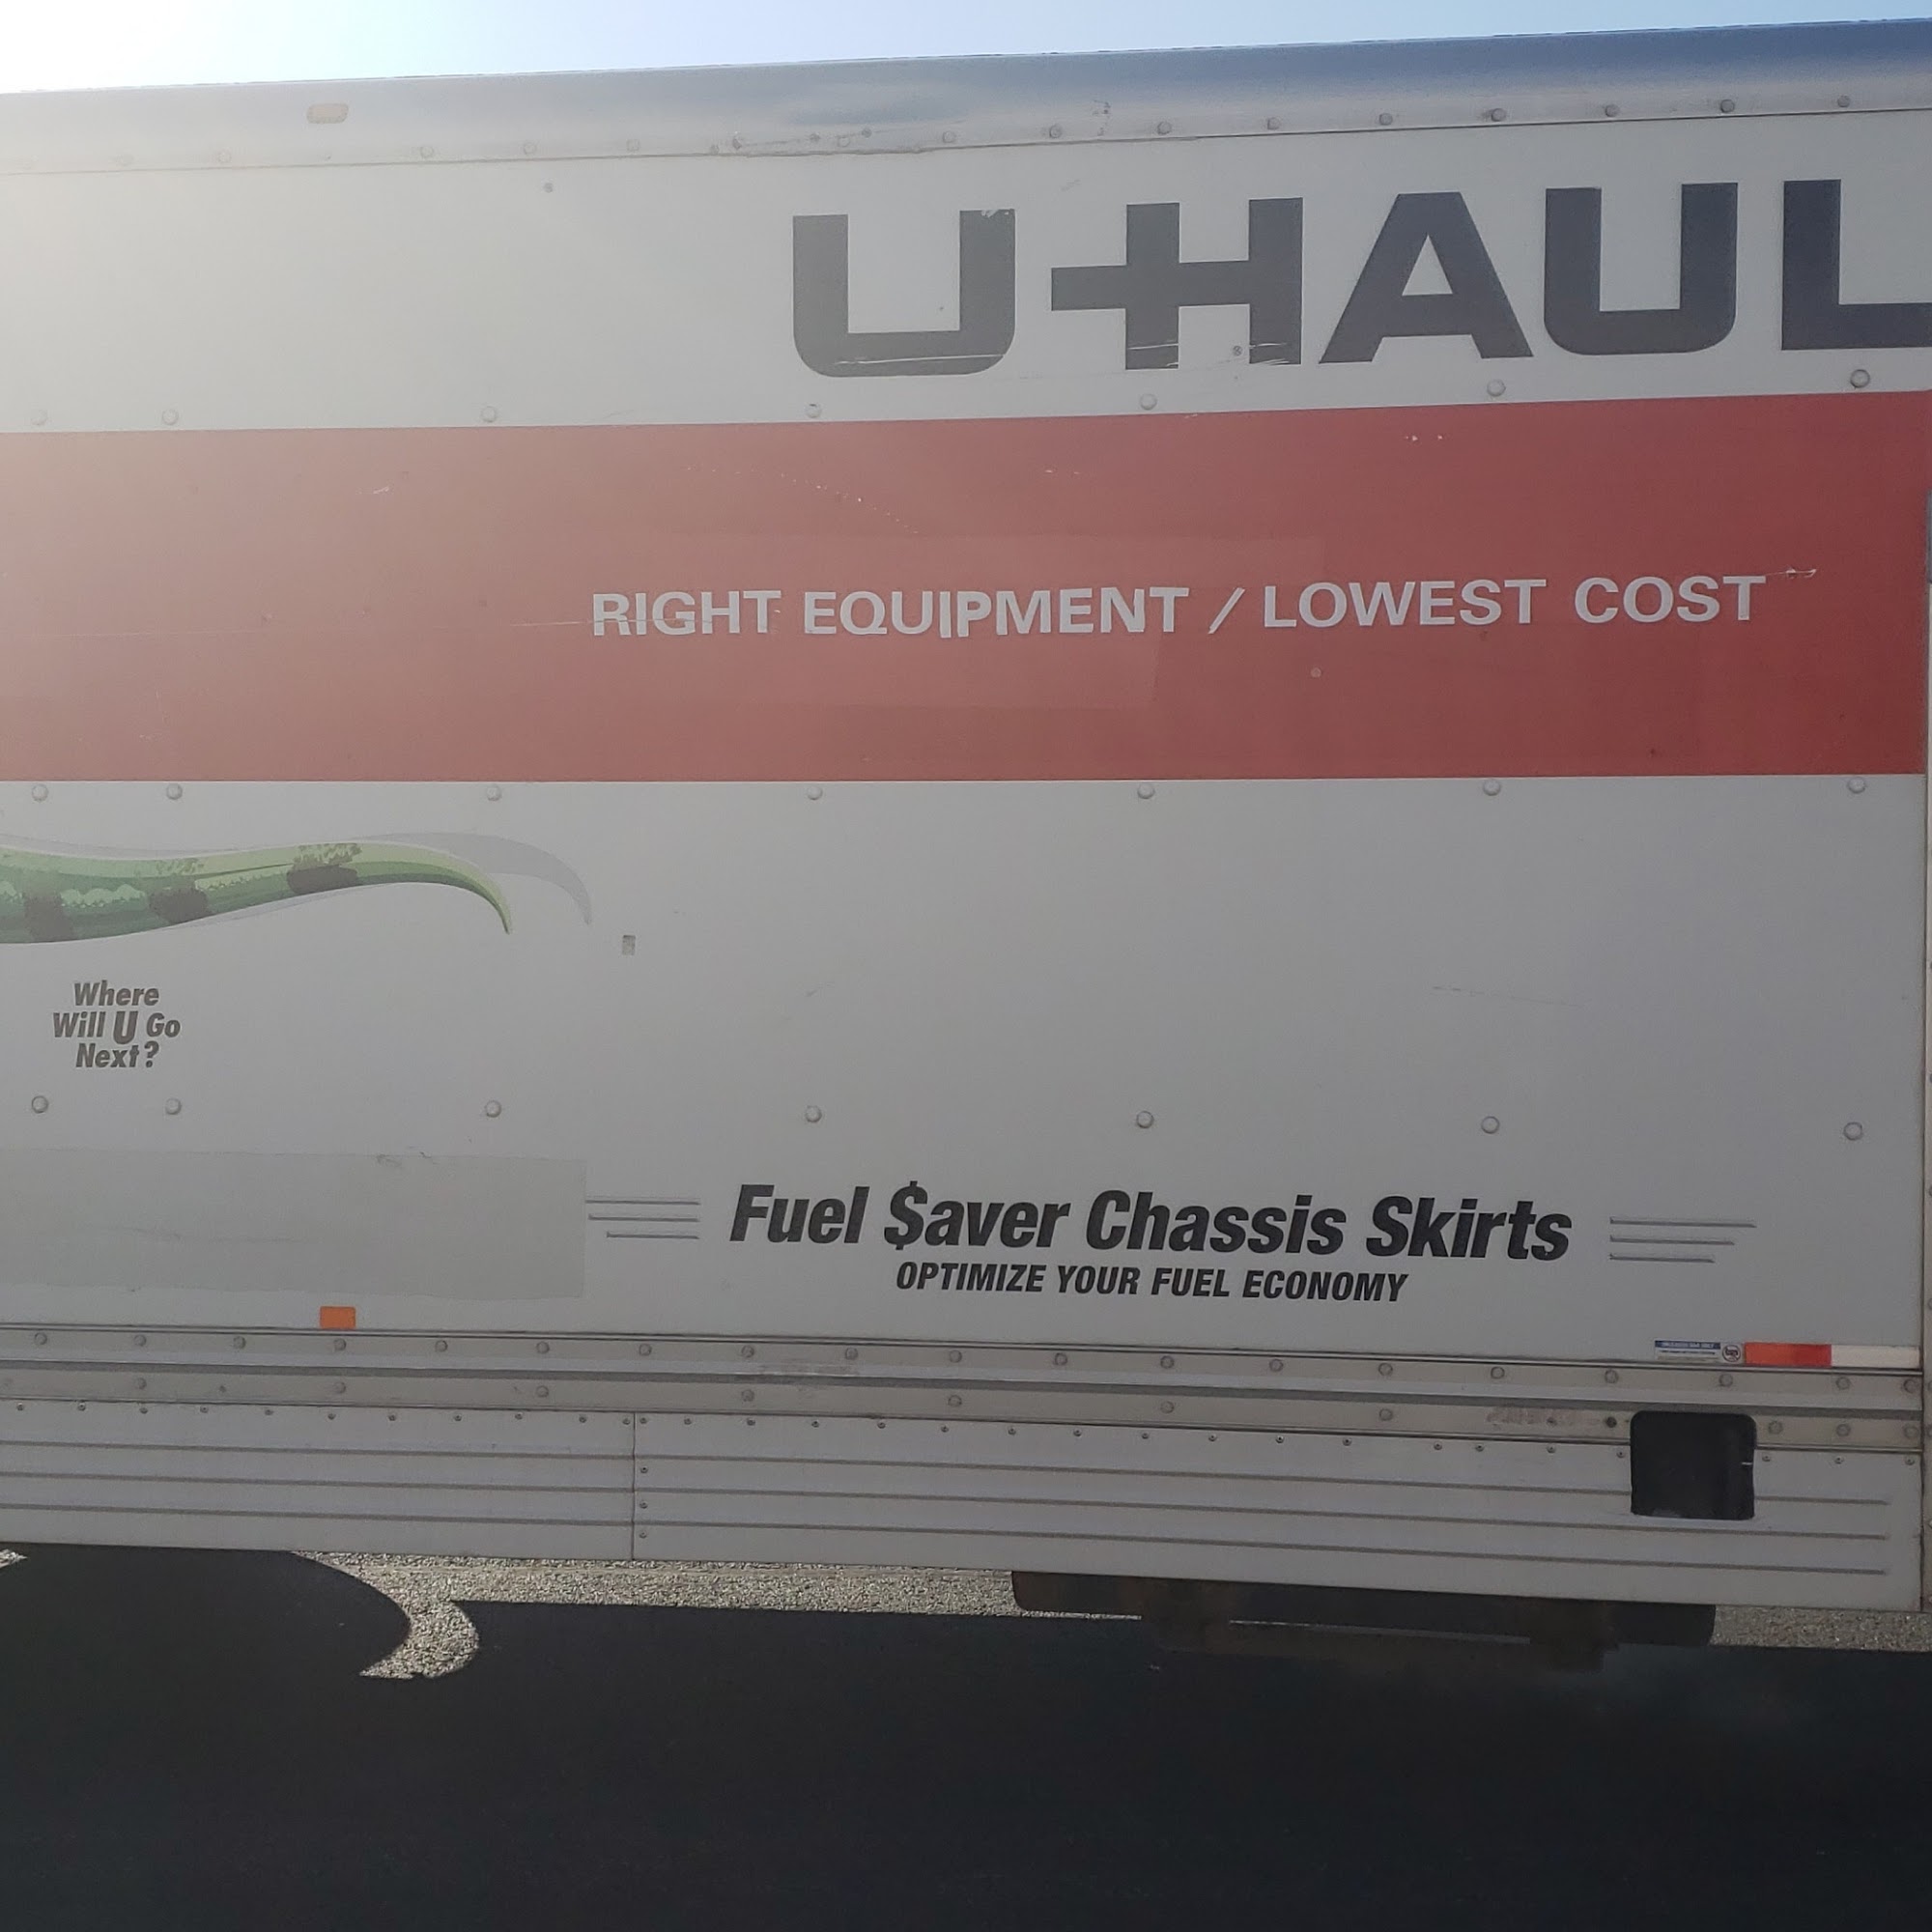 U-HAUL
RIGHT EQUIPMENT / LOWEST COST
Where
Will U Go
Next?
Fuel $aver Chassis Skirts
OPTIMIZE YOUR FUEL ECONOMY